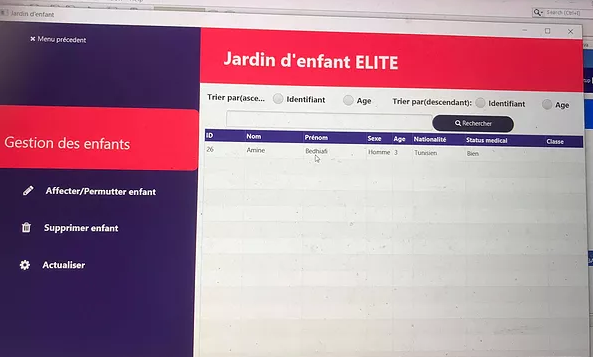 Jardin d'enfant
Search (Ctrl+I)
✖ Menu précedent
Jardin d'enfant ELITE
Trier par(asce... Identifiant Age Trier par(descendant): Identifiant Age
Rechercher
Gestion des enfants
ID Nom Prénom Sexe Age Nationalité Status medical Classe
26 Amine Bedhiafi Homme 3 Tunisien Bien
Affecter/Permutter enfant
Supprimer enfant
Actualiser